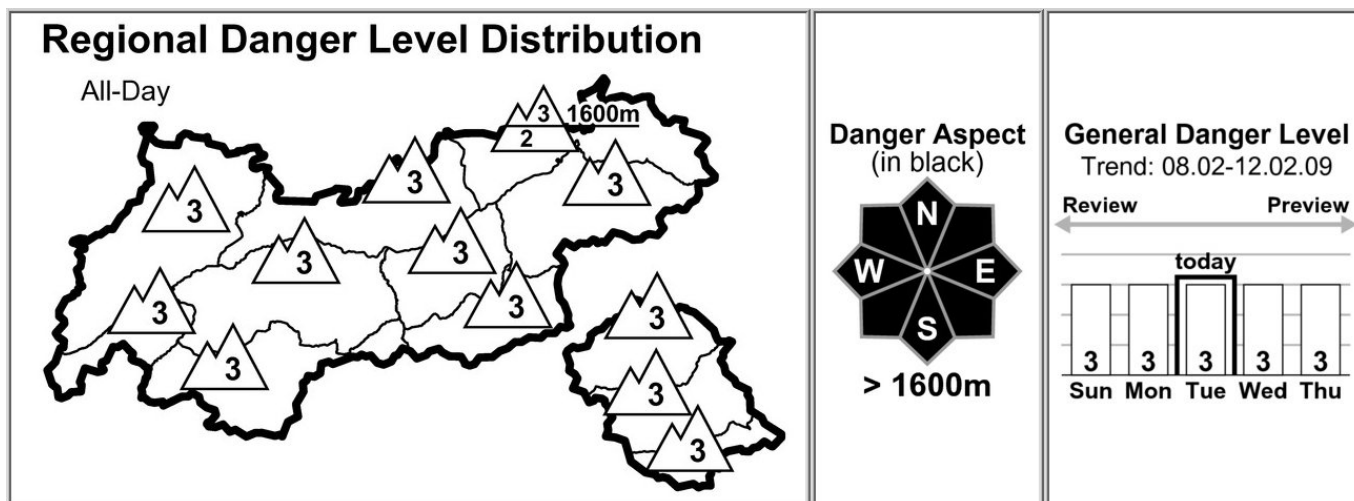 Regional Danger Level Distribution
All-Day
3 1600m
2
3
3
3
3
3
3
3
3
3
3
3
Danger Aspect
(in black)
N
W E
S
> 1600m
General Danger Level
Trend: 08.02-12.02.09
Review Preview
today
3 3 3 3 3
Sun Mon Tue Wed Thu